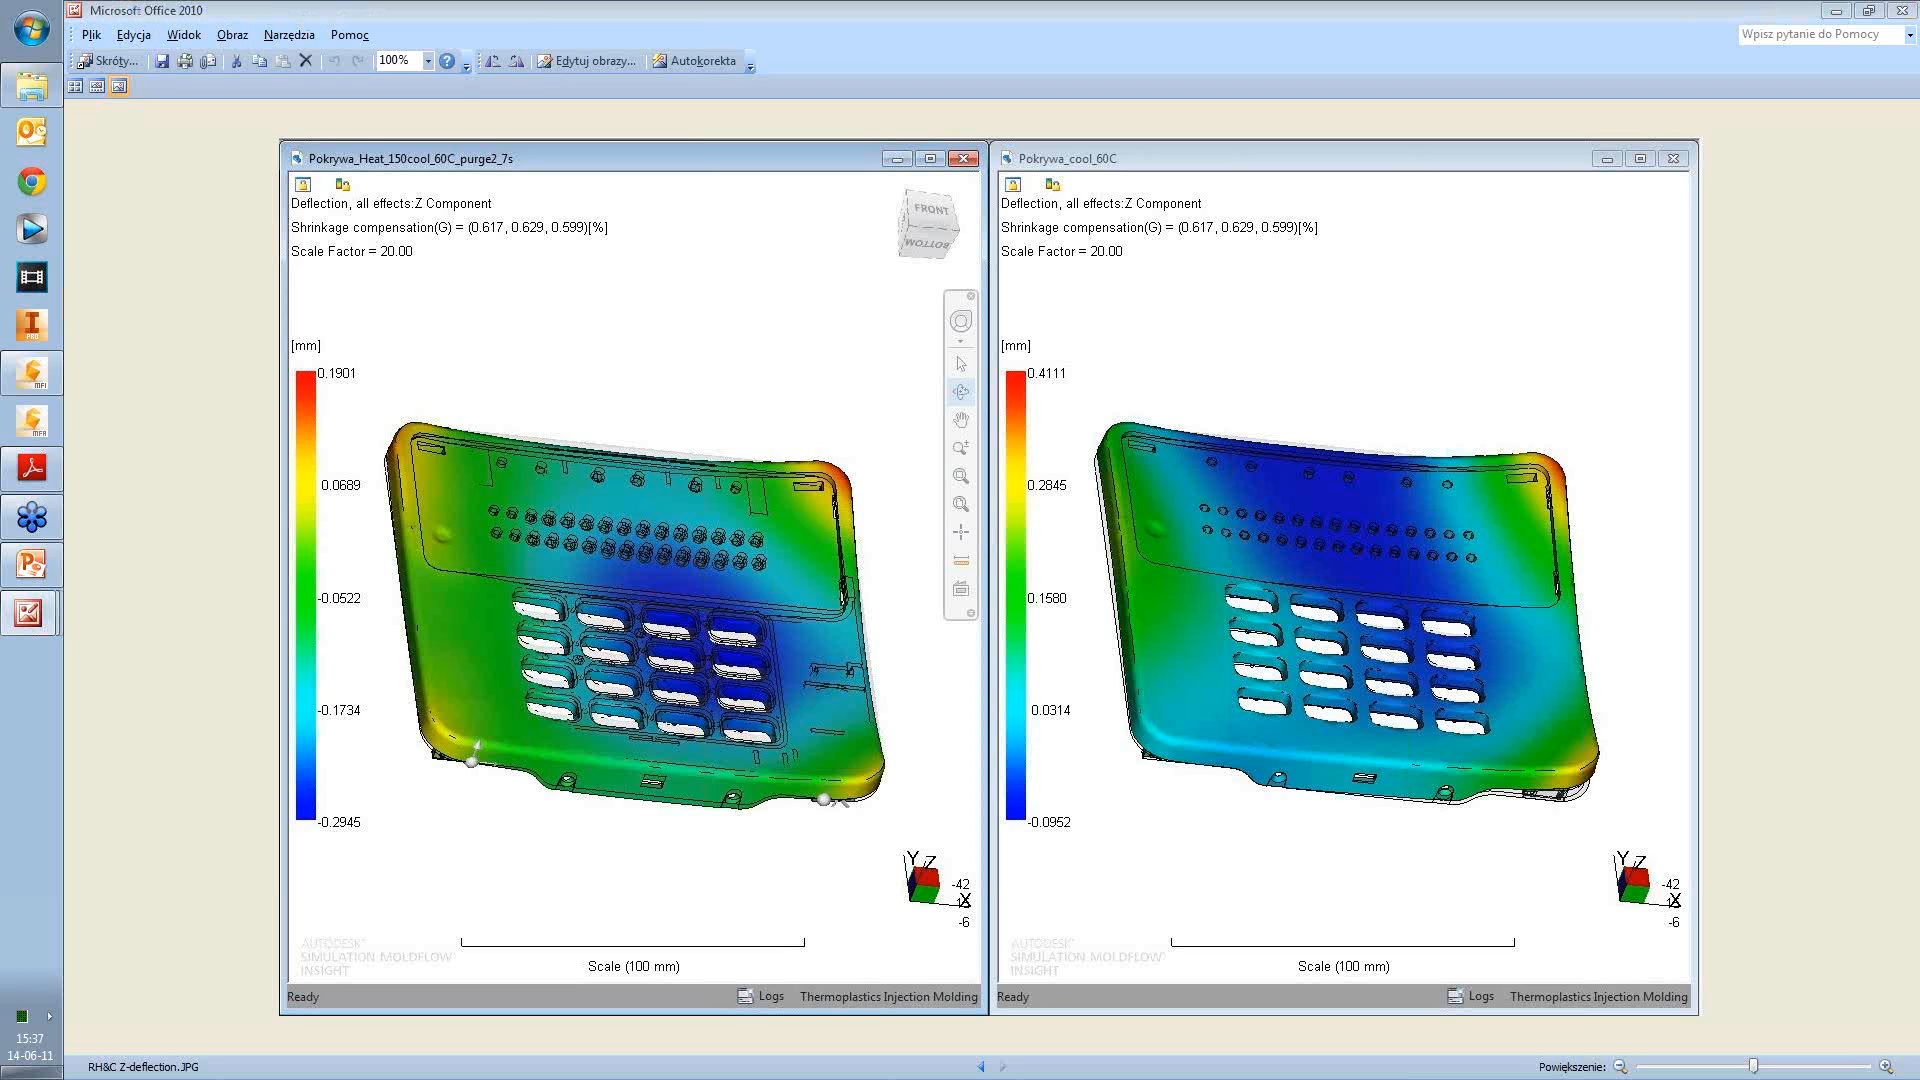 Microsoft Office 2010
Plik Edycja Widok Obraz Narzędzia Pomoc
Wpisz pytanie do Pomocy
Skróty... 100% Edytuj obrazy... Autokorekta
Pokrywa_Heat_150cool_60C_purge2_7s
Deflection, all effects:Z Component
Shrinkage compensation(G) = (0.617, 0.629, 0.599)[%]
Scale Factor = 20.00
FRONT
BOTTOM
[mm]
0.1901
0.0689
-0.0522
-0.1734
-0.2945
Y Z
-42
X
-6
AUTODESK
SIMULATION MOLDFLOW
INSIGHT
Scale (100 mm)
Ready Logs Thermoplastics Injection Molding
Pokrywa_cool_60C
Deflection, all effects:Z Component
Shrinkage compensation(G) = (0.617, 0.629, 0.599)[%]
Scale Factor = 20.00
[mm]
0.4111
0.2845
0.1580
0.0314
-0.0952
Y Z
-42
X
-6
AUTODESK
SIMULATION MOLDFLOW
INSIGHT
Scale (100 mm)
Ready Logs Thermoplastics Injection Molding
PRO
MFI
MFA
15:37
14-06-11
RH&C Z-deflection.JPG
Powiększenie: